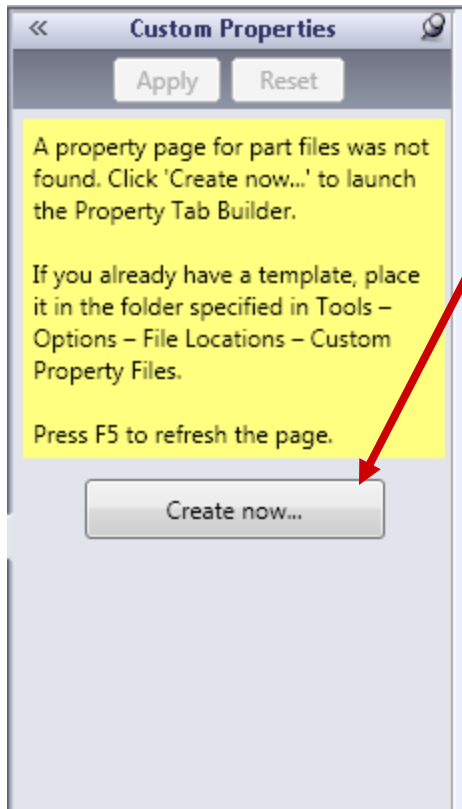 Custom Properties
Apply Reset
A property page for part files was not
found. Click 'Create now...' to launch
the Property Tab Builder.
If you already have a template, place
it in the folder specified in Tools –
Options – File Locations – Custom
Property Files.
Press F5 to refresh the page.
Create now...